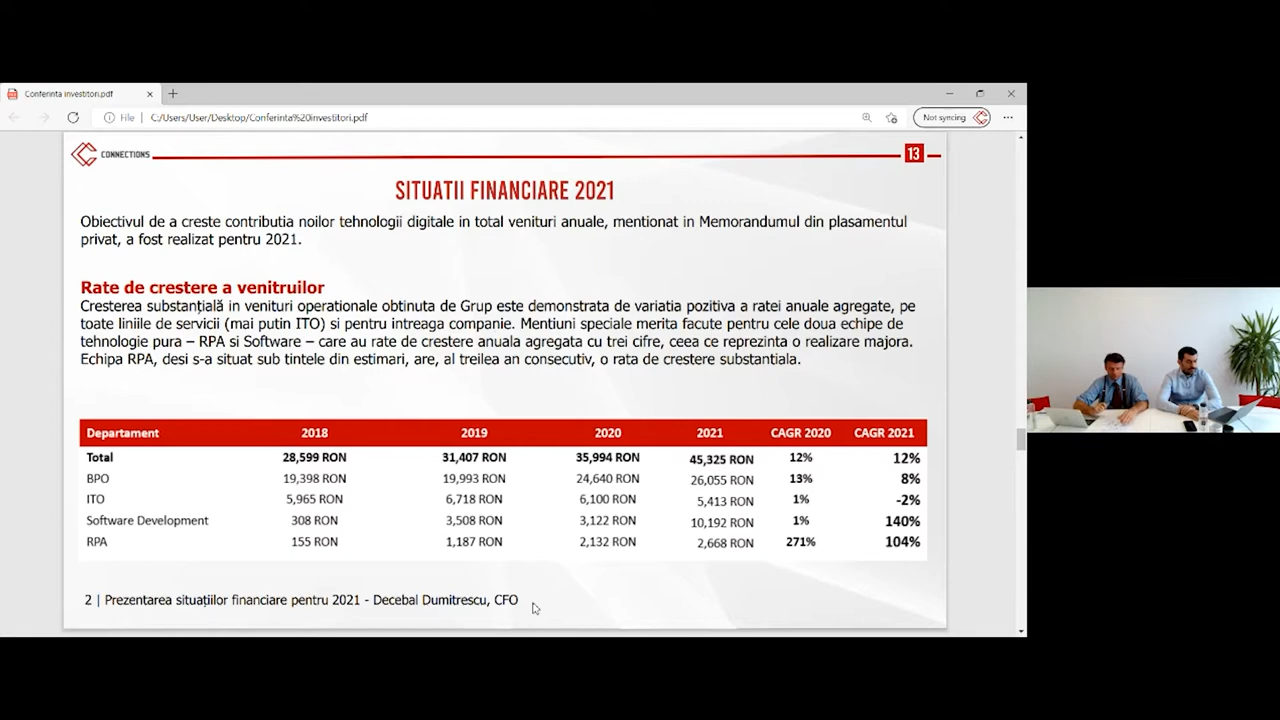 Conferinta investitori.pdf
File C:/Users/User/Desktop/Conferinta%20investitori.pdf
Not syncing
CONNECTIONS
13
SITUATII FINANCIARE 2021
Obiectivul de a creste contributia noilor tehnologii digitale in total venituri anuale, mentionat in Memorandumul din plasamentul
privat, a fost realizat pentru 2021.
Rate de crestere a venitruilor
Cresterea substanțială in venituri operationale obtinuta de Grup este demonstrata de variatia pozitiva a ratei anuale agregate, pe
toate liniile de servicii (mai putin ITO) si pentru intreaga companie. Mentiuni speciale merita facute pentru cele doua echipe de
tehnologie pura – RPA si Software – care au rate de crestere anuala agregata cu trei cifre, ceea ce reprezinta o realizare majora.
Echipa RPA, desi s-a situat sub tintele din estimari, are, al treilea an consecutiv, o rata de crestere substantiala.
Departament 2018 2019 2020 2021 CAGR 2020 CAGR 2021
Total 28,599 RON 31,407 RON 35,994 RON 45,325 RON 12% 12%
BPO 19,398 RON 19,993 RON 24,640 RON 26,055 RON 13% 8%
ITO 5,965 RON 6,718 RON 6,100 RON 5,413 RON 1% -2%
Software Development 308 RON 3,508 RON 3,122 RON 10,192 RON 1% 140%
RPA 155 RON 1,187 RON 2,132 RON 2,668 RON 271% 104%
2 | Prezentarea situațiilor financiare pentru 2021 - Decebal Dumitrescu, CFO